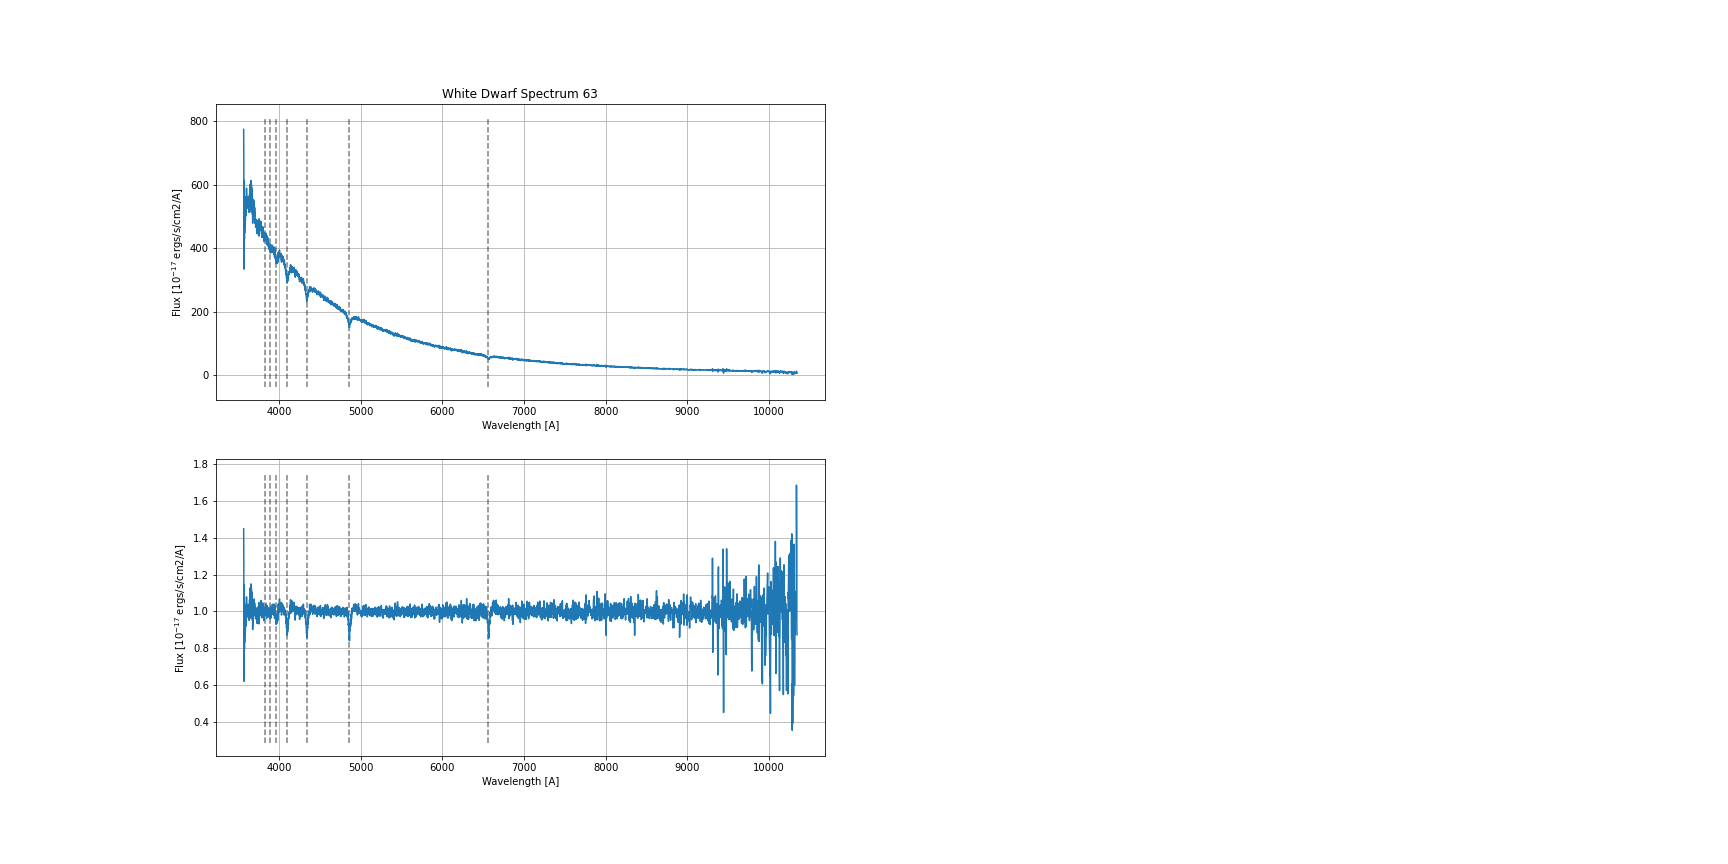 White Dwarf Spectrum 63
800
600
400
200
0
Flux [10⁻¹⁷ ergs/s/cm2/A]
4000 5000 6000 7000 8000 9000 10000
Wavelength [A]
1.8
1.6
1.4
1.2
1.0
0.8
0.6
0.4
Flux [10⁻¹⁷ ergs/s/cm2/A]
4000 5000 6000 7000 8000 9000 10000
Wavelength [A]